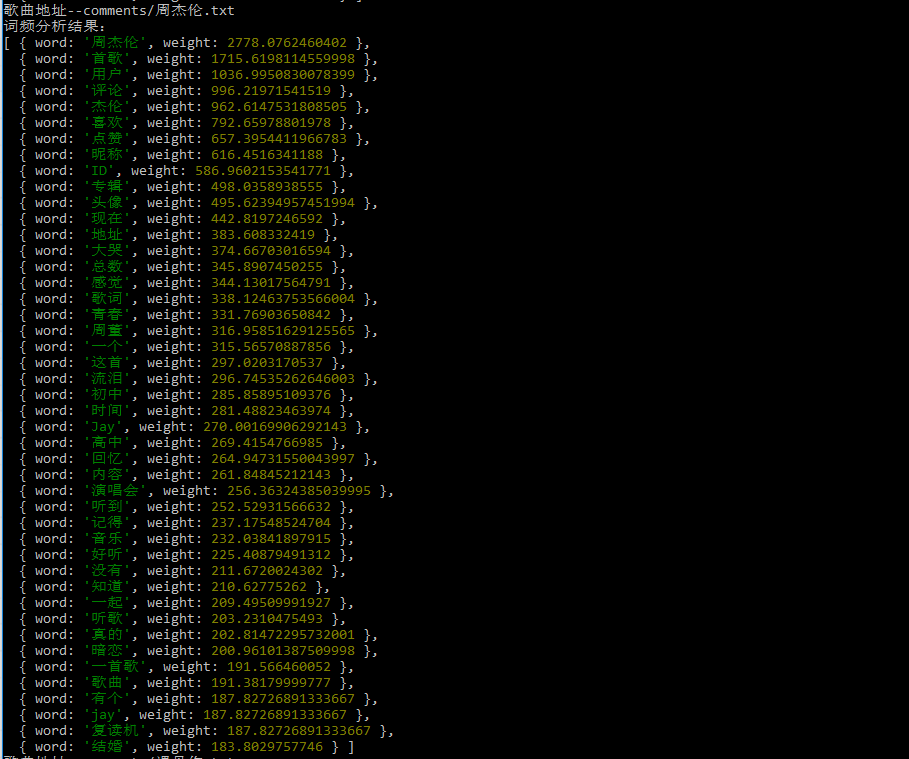 歌曲地址--comments/周杰伦.txt
词频分析结果:
[ { word: '周杰伦', weight: 2778.0762460402 },
{ word: '首歌', weight: 1715.6198114559998 },
{ word: '用户', weight: 1036.9950830078399 },
{ word: '评论', weight: 996.21971541519 },
{ word: '杰伦', weight: 962.6147531808505 },
{ word: '喜欢', weight: 792.65978801978 },
{ word: '点赞', weight: 657.3954411966783 },
{ word: '昵称', weight: 616.4516341188 },
{ word: 'ID', weight: 586.9602153541771 },
{ word: '专辑', weight: 498.0358938555 },
{ word: '头像', weight: 495.62394957451994 },
{ word: '现在', weight: 442.8197246592 },
{ word: '地址', weight: 383.608332419 },
{ word: '大哭', weight: 374.66703016594 },
{ word: '总数', weight: 345.8907450255 },
{ word: '感觉', weight: 344.13017564791 },
{ word: '歌词', weight: 338.12463753566004 },
{ word: '青春', weight: 331.76903650842 },
{ word: '周董', weight: 316.95851629125565 },
{ word: '一个', weight: 315.56570887856 },
{ word: '这首', weight: 297.0203170537 },
{ word: '流泪', weight: 296.74535262646003 },
{ word: '初中', weight: 285.85895109376 },
{ word: '时间', weight: 281.48823463974 },
{ word: 'Jay', weight: 270.00169906292143 },
{ word: '高中', weight: 269.4154766985 },
{ word: '回忆', weight: 264.94731550043997 },
{ word: '内容', weight: 261.84845212143 },
{ word: '演唱会', weight: 256.36324385039995 },
{ word: '听到', weight: 252.52931566632 },
{ word: '记得', weight: 237.17548524704 },
{ word: '音乐', weight: 232.03841897915 },
{ word: '好听', weight: 225.40879491312 },
{ word: '没有', weight: 211.6720024302 },
{ word: '知道', weight: 210.62775262 },
{ word: '一起', weight: 209.49509991927 },
{ word: '听歌', weight: 203.2310475493 },
{ word: '真的', weight: 202.81472295732001 },
{ word: '暗恋', weight: 200.96101387509998 },
{ word: '一首歌', weight: 191.566460052 },
{ word: '歌曲', weight: 191.38179999777 },
{ word: '有个', weight: 187.82726891333667 },
{ word: 'jay', weight: 187.82726891333667 },
{ word: '复读机', weight: 187.82726891333667 },
{ word: '结婚', weight: 183.8029757746 } ]